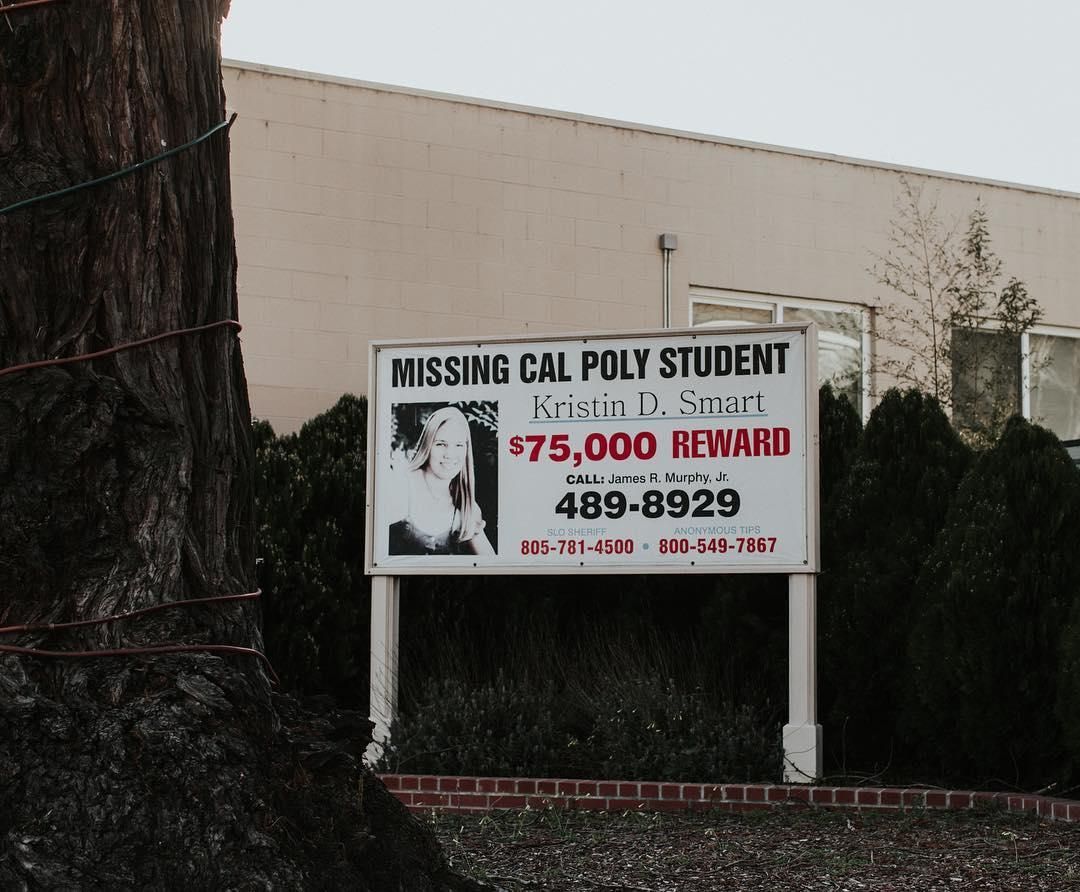 MISSING CAL POLY STUDENT
Kristin D. Smart
$75,000 REWARD
CALL: James R. Murphy, Jr.
489-8929
SLO SHERIFF ANONYMOUS TIPS
805-781-4500 • 800-549-7867